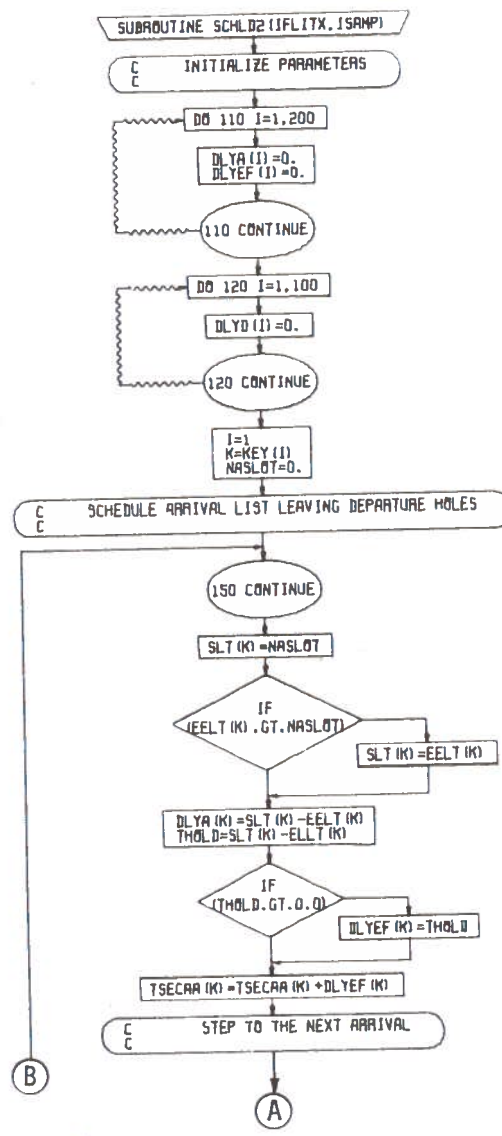 SUBROUTINE SCHLD2(IFLITX,ISAMP)
C INITIALIZE PARAMETERS
C
DO 110 I=1,200
DLYA(I)=0.
DLYEF(I)=0.
110 CONTINUE
DO 120 I=1,100
DLYD(I)=0.
120 CONTINUE
I=1
K=KEY(I)
NASLOT=0.
C SCHEDULE ARRIVAL LIST LEAVING DEPARTURE HOLES
C
150 CONTINUE
SLT(K)=NASLOT
IF
(EELT(K).GT.NASLOT)
SLT(K)=EELT(K)
DLYA(K)=SLT(K)-EELT(K)
THOLD=SLT(K)-ELLT(K)
IF
(THOLD.GT.0.0)
DLYEF(K)=THOLD
TSECAA(K)=TSECAA(K)+DLYEF(K)
C STEP TO THE NEXT ARRIVAL
C
B
A